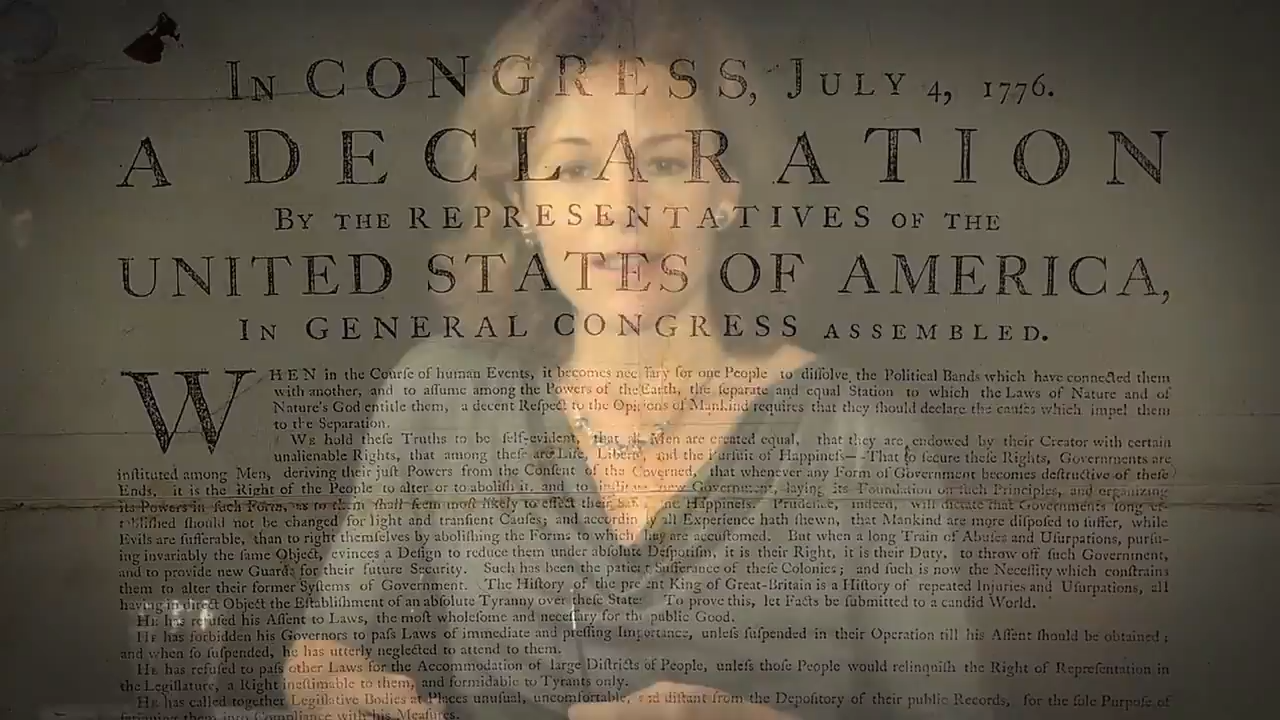 IN CONGRESS, JULY 4, 1776.
A DECLARATION
BY THE REPRESENTATIVES OF THE
UNITED STATES OF AMERICA,
IN GENERAL CONGRESS ASSEMBLED.
WHEN in the Courſe of human Events, it becomes neceſſary for one People to diſſolve the Political Bands which have connected them
with another, and to aſſume among the Powers of the Earth, the ſeparate and equal Station to which the Laws of Nature and of
Nature's God entitle them, a decent Reſpect to the Opinions of Mankind requires that they ſhould declare the cauſes which impel them
to the Separation.
WE hold theſe Truths to be ſelf-evident, that all Men are created equal, that they are endowed by their Creator with certain
unalienable Rights, that among theſe are Life, Liberty, and the Purſuit of Happineſs—That to ſecure theſe Rights, Governments are
inſtituted among Men, deriving their juſt Powers from the Conſent of the Governed, that whenever any Form of Government becomes deſtructive of theſe
Ends, it is the Right of the People to alter or to aboliſh it, and to inſtitute new Government, laying its Foundation on ſuch Principles, and organizing
its Powers in ſuch Form, as to them ſhall ſeem moſt likely to effect their Safety and Happineſs. Prudence, indeed, will dictate that Governments long eſ-
tabliſhed ſhould not be changed for light and tranſient Cauſes; and accordingly all Experience hath ſhewn, that Mankind are more diſpoſed to ſuffer, while
Evils are ſufferable, than to right themſelves by aboliſhing the Forms to which they are accuſtomed. But when a long Train of Abuſes and Uſurpations, purſu-
ing invariably the ſame Object, evinces a Deſign to reduce them under abſolute Deſpotiſm, it is their Right, it is their Duty, to throw off ſuch Government,
and to provide new Guards for their future Security. Such has been the patient Sufferance of theſe Colonies; and ſuch is now the Neceſſity which conſtrains
them to alter their former Syſtems of Government. The Hiſtory of the preſent King of Great-Britain is a Hiſtory of repeated Injuries and Uſurpations, all
having in direct Object the Eſtabliſhment of an abſolute Tyranny over theſe States. To prove this, let Facts be ſubmitted to a candid World.
HE has refuſed his Aſſent to Laws, the moſt wholeſome and neceſſary for the public Good.
HE has forbidden his Governors to paſs Laws of immediate and preſſing Importance, unleſs ſuſpended in their Operation till his Aſſent ſhould be obtained;
and when ſo ſuſpended, he has utterly neglected to attend to them.
HE has refuſed to paſs other Laws for the Accommodation of large Diſtricts of People, unleſs thoſe People would relinquiſh the Right of Repreſentation in
the Legiſlature, a Right ineſtimable to them, and formidable to Tyrants only.
HE has called together Legiſlative Bodies at Places unuſual, uncomfortable, and diſtant from the Depoſitory of their public Records, for the ſole Purpoſe of
fatiguing them into Compliance with his Meaſures.